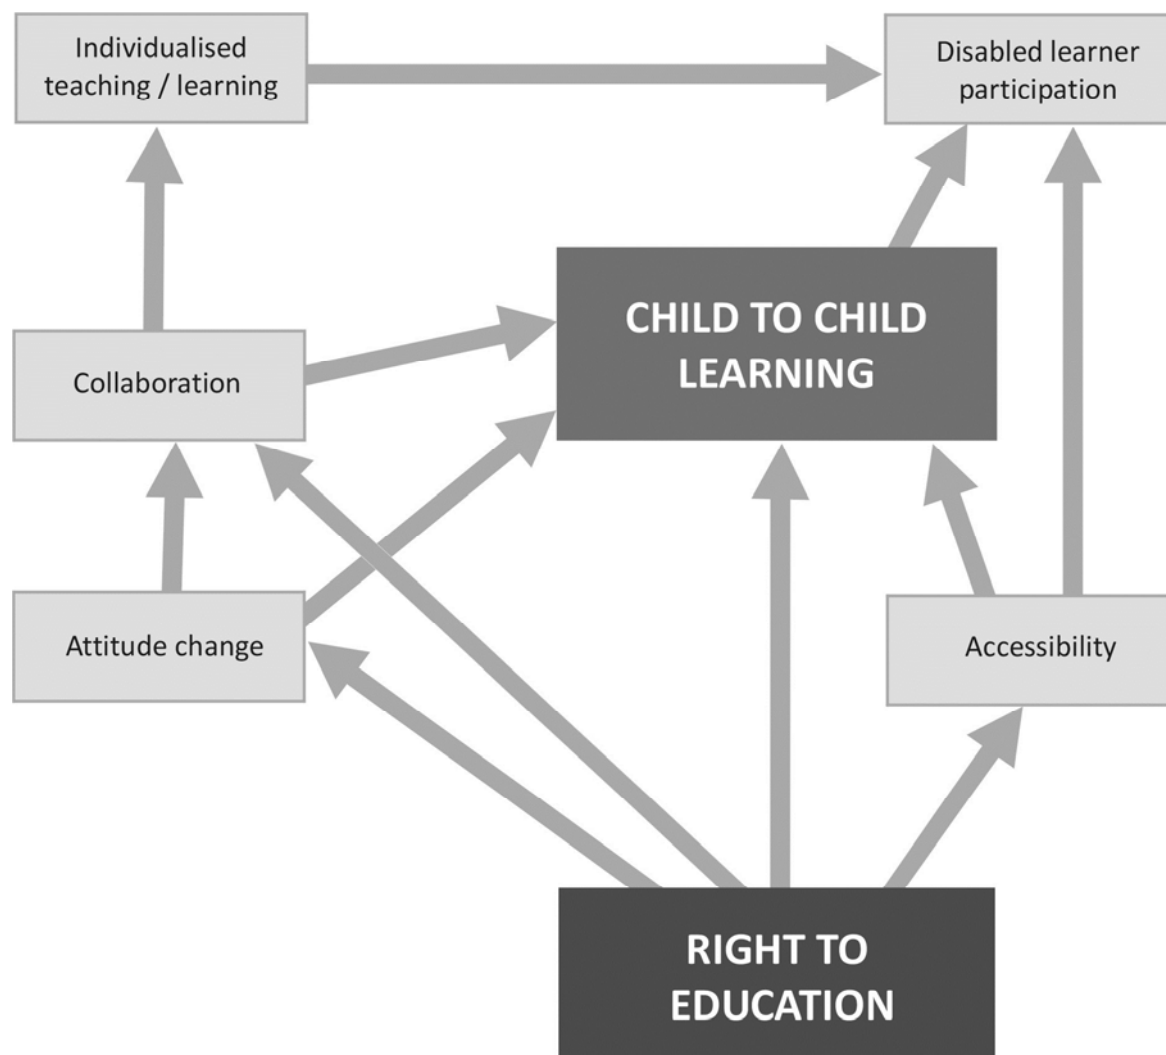 Individualised
teaching / learning
Disabled learner
participation
CHILD TO CHILD
LEARNING
Collaboration
Attitude change
Accessibility
RIGHT TO
EDUCATION